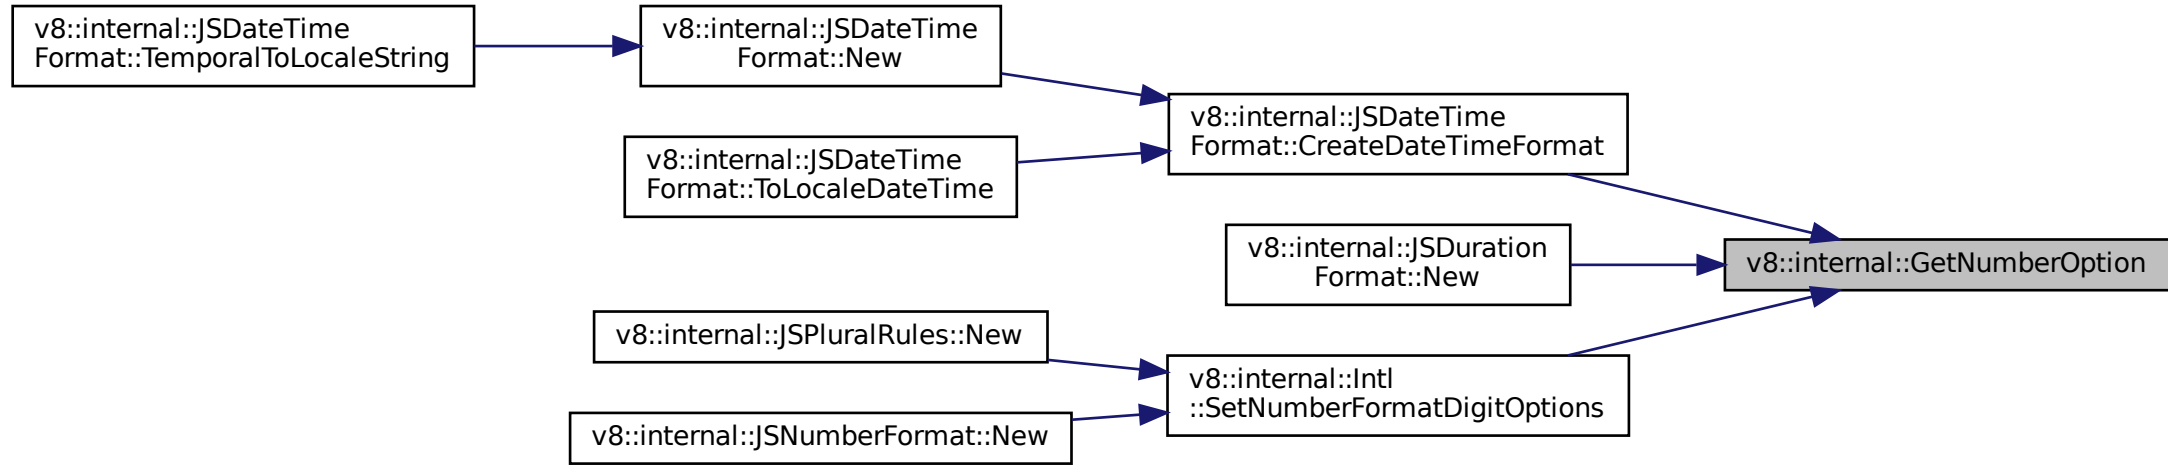 v8::internal::JSDateTime
Format::TemporalToLocaleString
v8::internal::JSDateTime
Format::New
v8::internal::JSDateTime
Format::ToLocaleDateTime
v8::internal::JSDateTime
Format::CreateDateTimeFormat
v8::internal::JSDuration
Format::New
v8::internal::GetNumberOption
v8::internal::JSPluralRules::New
v8::internal::JSNumberFormat::New
v8::internal::Intl
::SetNumberFormatDigitOptions